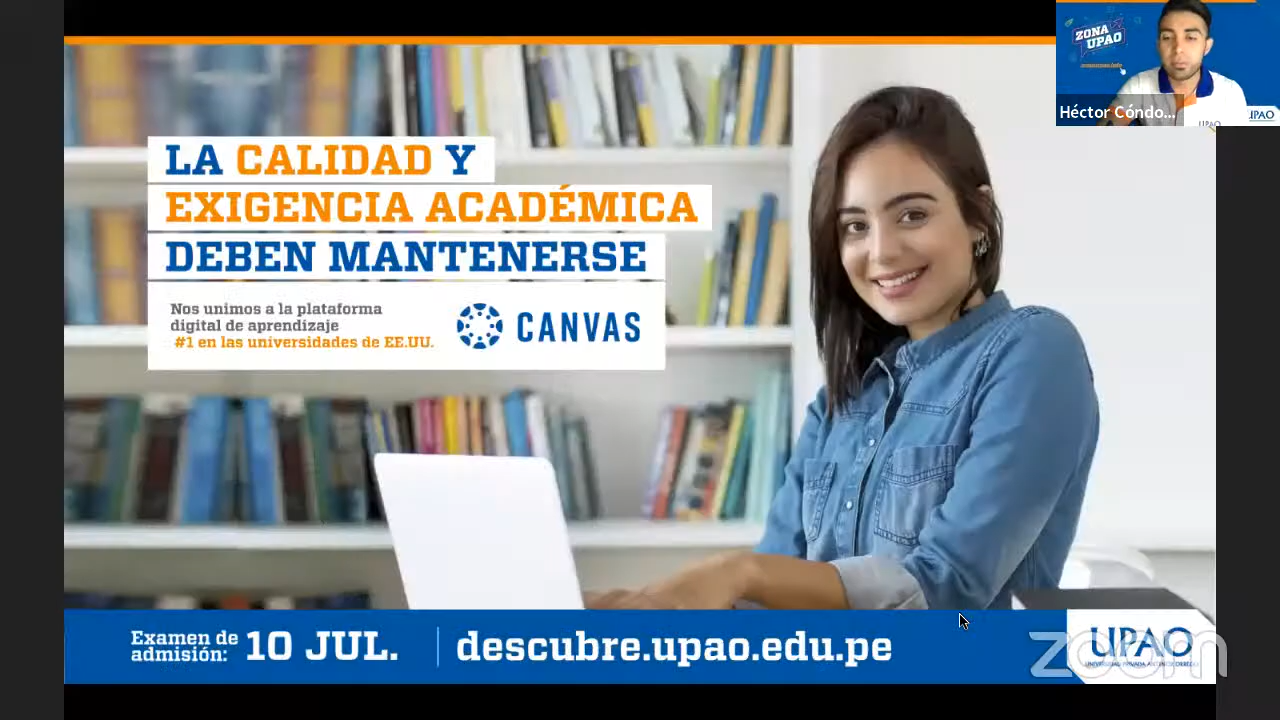 LA CALIDAD Y
EXIGENCIA ACADÉMICA
DEBEN MANTENERSE
Nos unimos a la plataforma
digital de aprendizaje
#1 en las universidades de EE.UU.
CANVAS
Examen de
admisión:
10 JUL.
descubre.upao.edu.pe
UPAO
zoom
ZONA
UPAO
Héctor Cóndo...
UPAO
UPAO